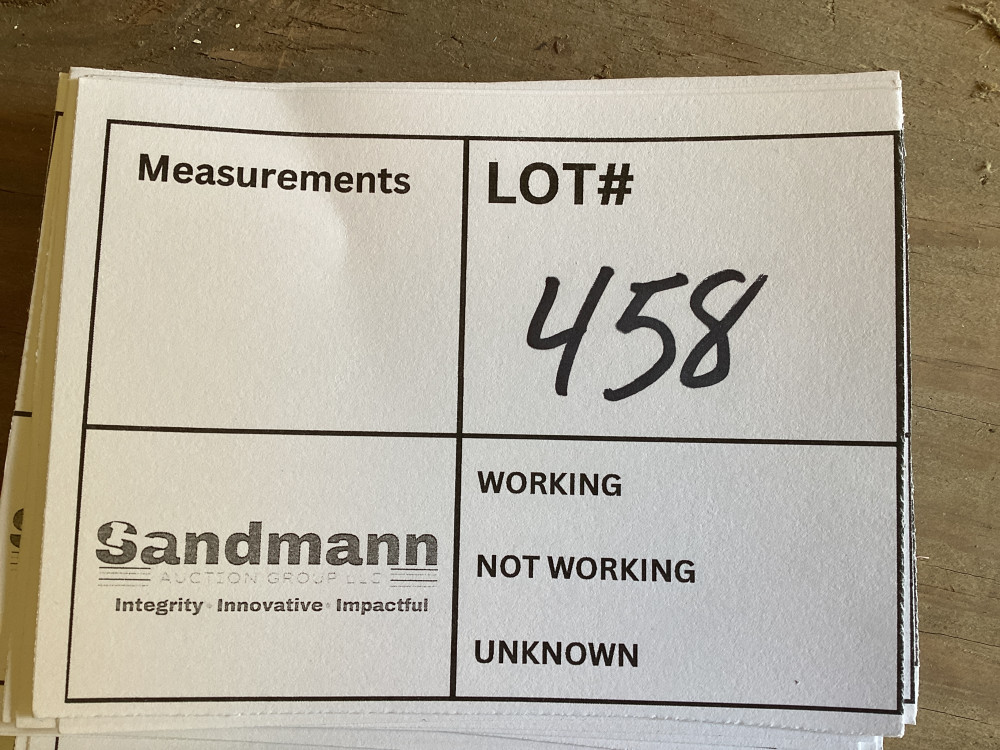 Measurements
LOT#
458
Sandmann
AUCTION GROUP LLC
Integrity · Innovative · Impactful
WORKING
NOT WORKING
UNKNOWN